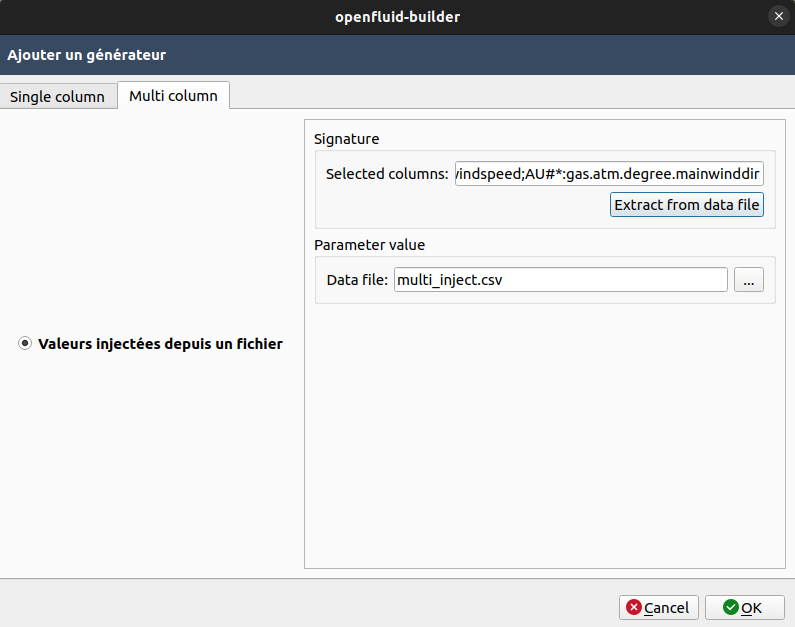 openfluid-builder
Ajouter un générateur
Single column
Multi column
Signature
Selected columns: vindspeed;AU#*:gas.atm.degree.mainwinddir
Extract from data file
Parameter value
Data file: multi_inject.csv ...
Valeurs injectées depuis un fichier
Cancel OK